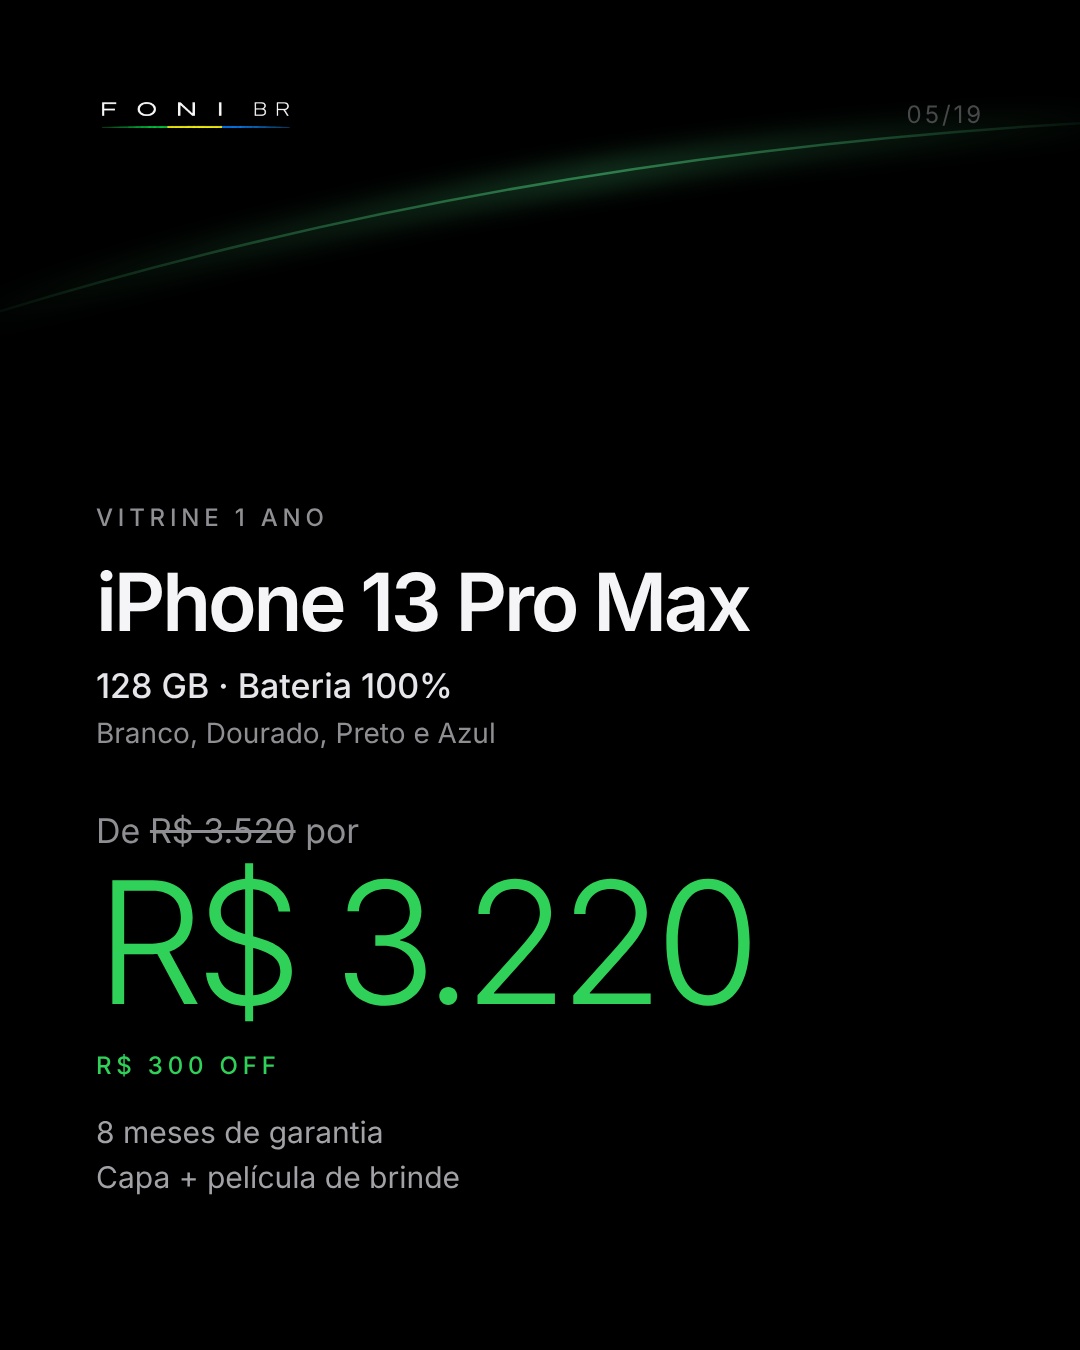 FONI BR
05/19
VITRINE 1 ANO
iPhone 13 Pro Max
128 GB · Bateria 100%
Branco, Dourado, Preto e Azul
De R$ 3.520 por
R$ 3.220
R$ 300 OFF
8 meses de garantia
Capa + película de brinde